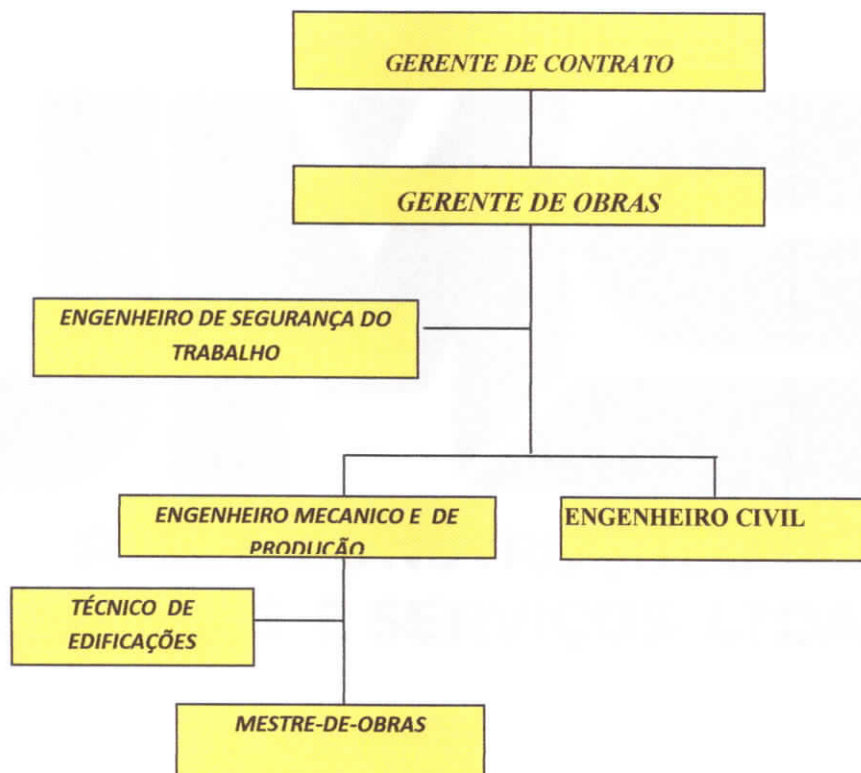 GERENTE DE CONTRATO
GERENTE DE OBRAS
ENGENHEIRO DE SEGURANÇA DO
TRABALHO
ENGENHEIRO MECANICO E DE
PRODUÇÃO
ENGENHEIRO CIVIL
TÉCNICO DE
EDIFICAÇÕES
MESTRE-DE-OBRAS